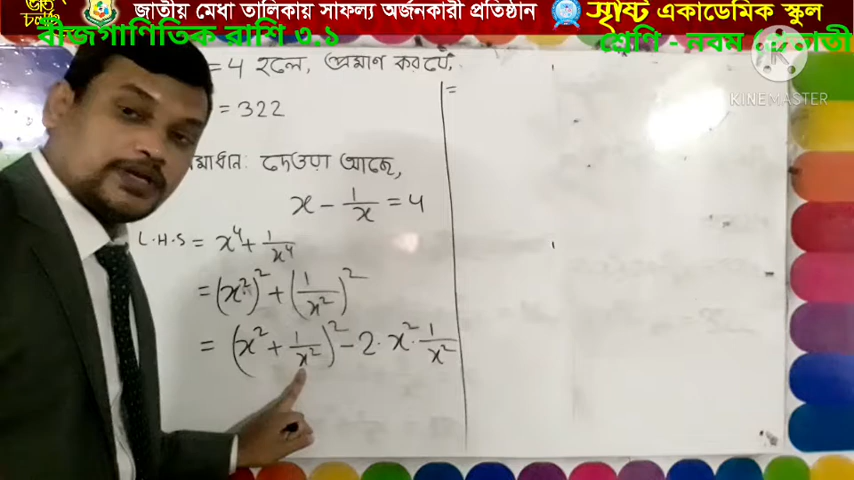 জাতীয় মেধা তালিকায় সাফল্য অর্জনকারী প্রতিষ্ঠান
সৃষ্টি একাডেমিক স্কুল
বীজগাণিতিক রাশি ৩.১
শ্রেণি - নবম
KINEMASTER
= 4 হলে, প্রমাণ কর যে
= 322
দেওয়া আছে,
x - 1/x = 4
L.H.S = x⁴ + 1/x⁴
= (x²)² + (1/x²)²
= (x² + 1/x²)² - 2. x². 1/x²
=